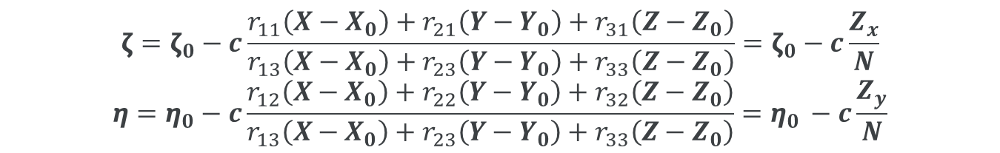 ζ = ζ₀ − c (r₁₁(X − X₀) + r₂₁(Y − Y₀) + r₃₁(Z − Z₀)) / (r₁₃(X − X₀) + r₂₃(Y − Y₀) + r₃₃(Z − Z₀)) = ζ₀ − c Zₓ / N
η = η₀ − c (r₁₂(X − X₀) + r₂₂(Y − Y₀) + r₃₂(Z − Z₀)) / (r₁₃(X − X₀) + r₂₃(Y − Y₀) + r₃₃(Z − Z₀)) = η₀ − c Z_y / N